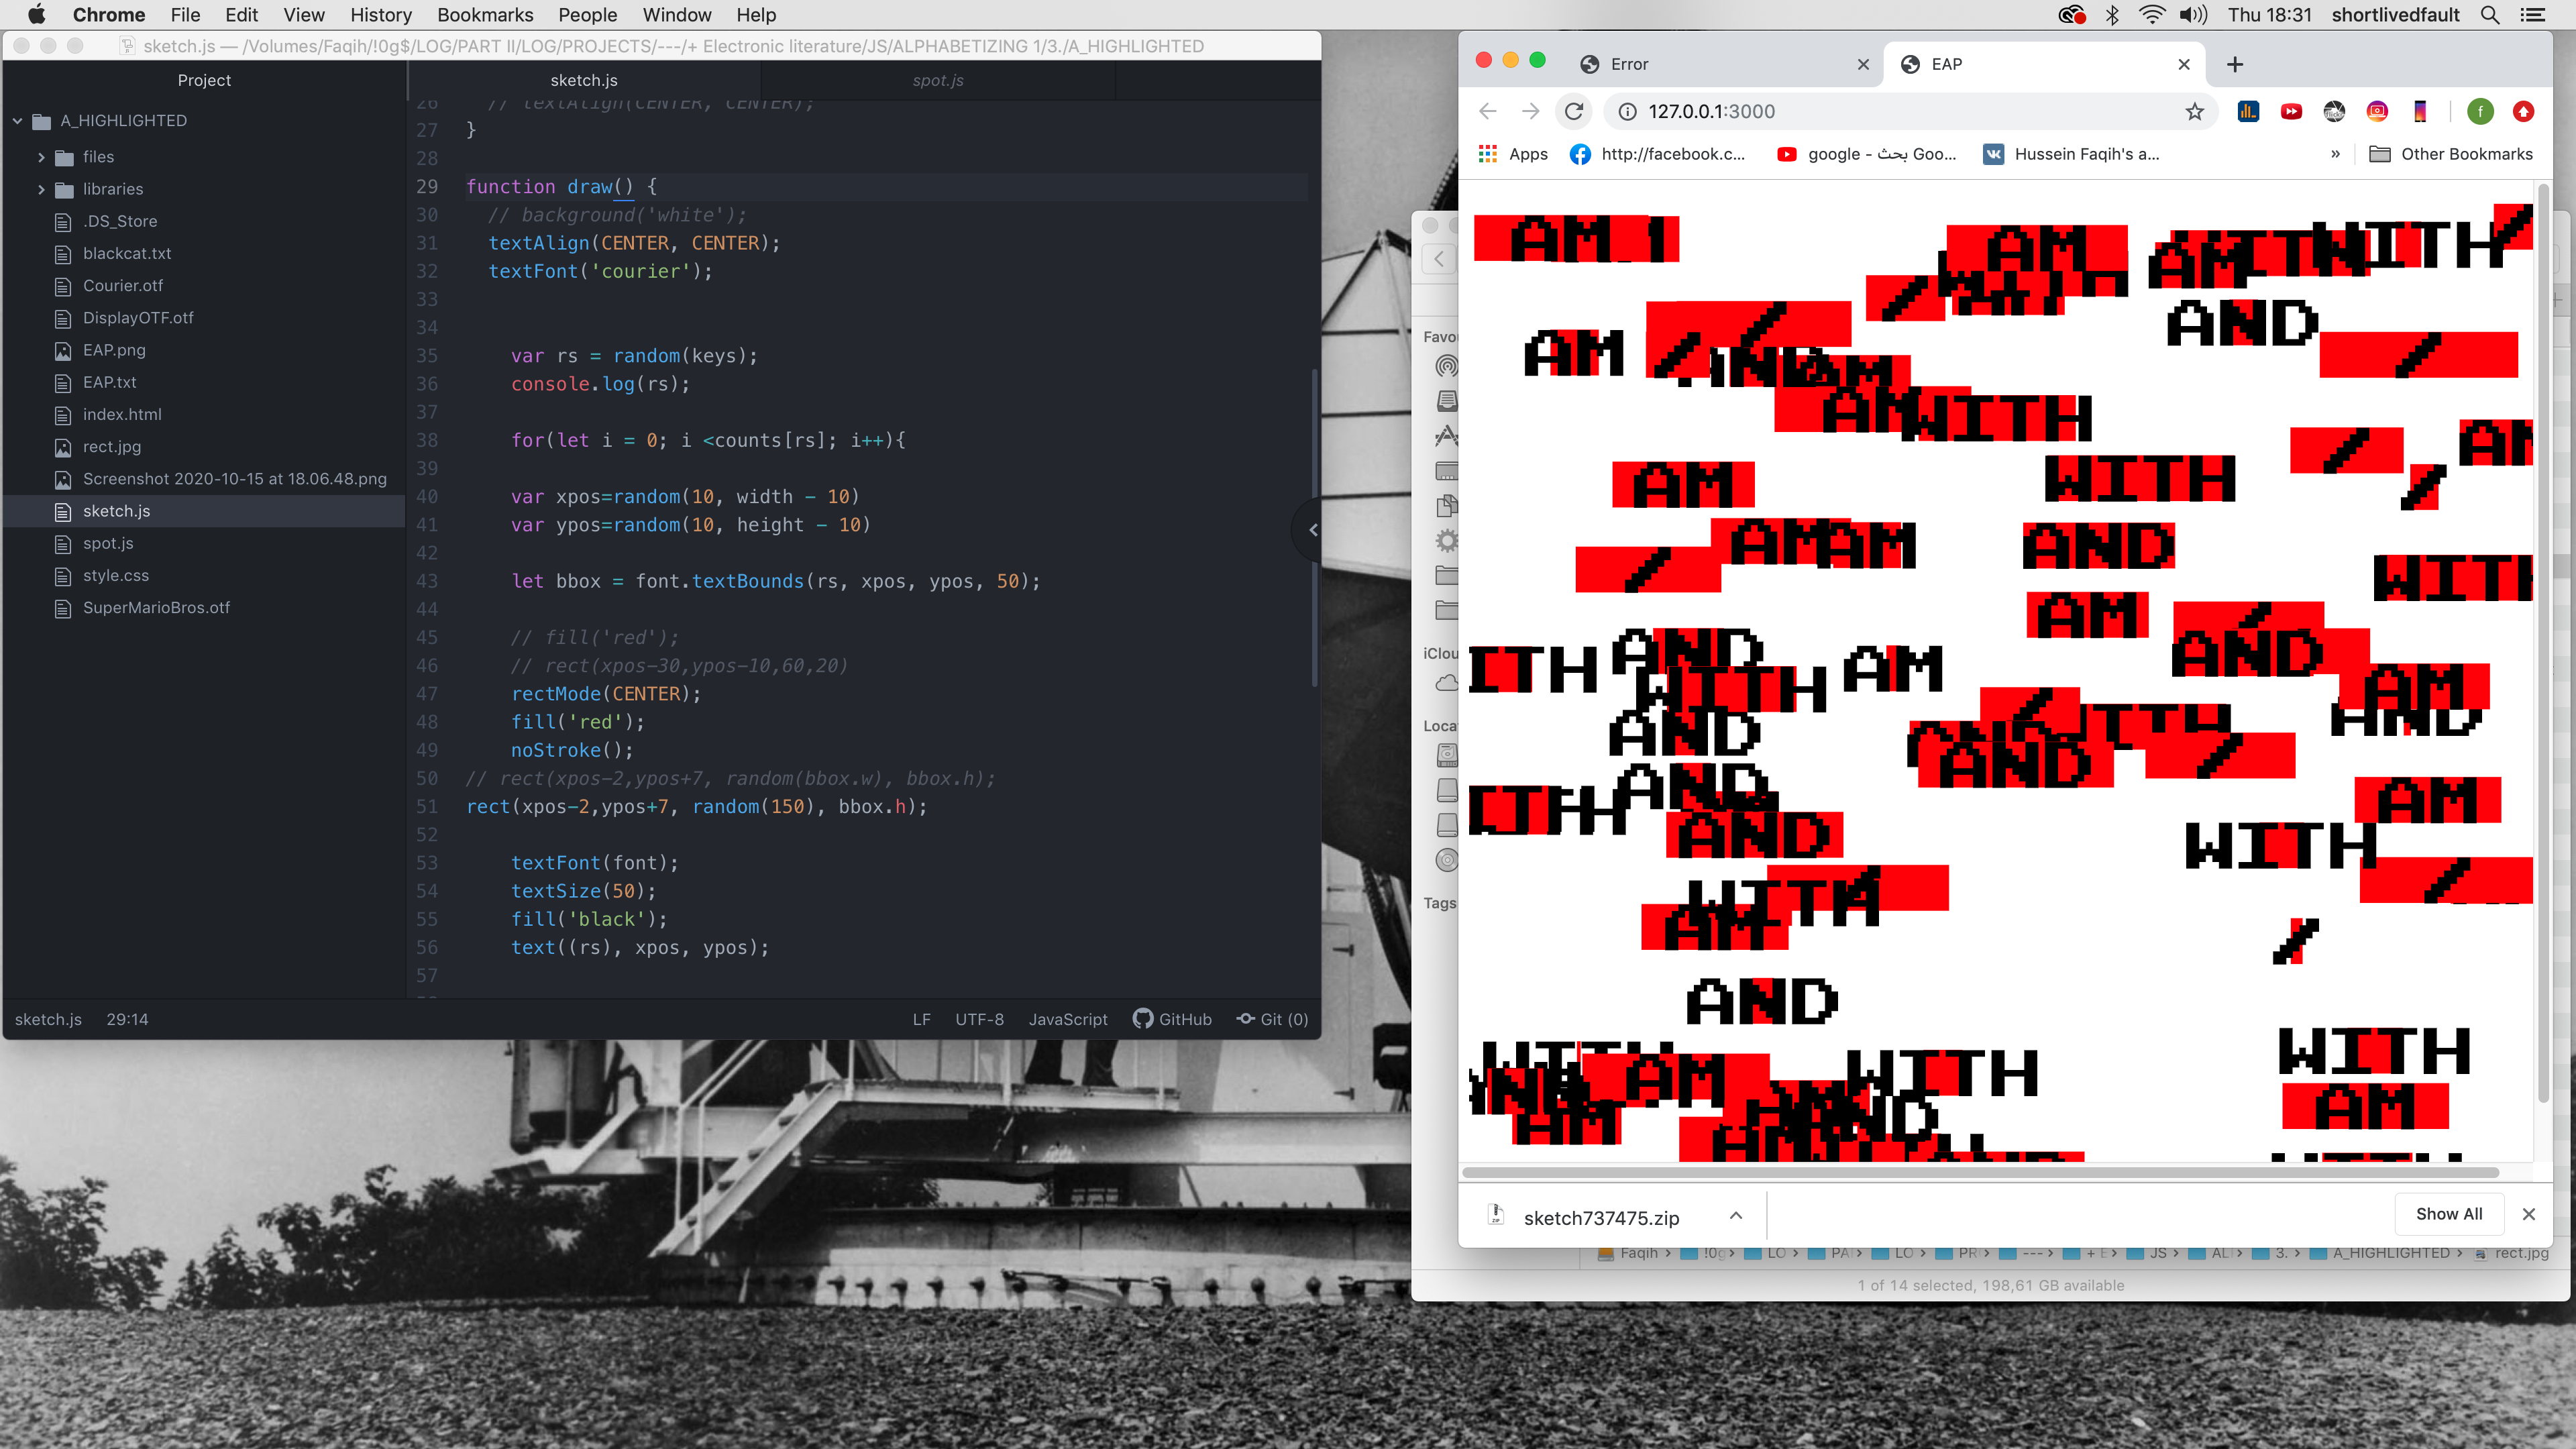 Chrome File Edit View History Bookmarks People Window Help
Thu 18:31 shortlivedfault
sketch.js — /Volumes/Faqih/!0g$/LOG/PART II/LOG/PROJECTS/---/+ Electronic literature/JS/ALPHABETIZING 1/3./A_HIGHLIGHTED
Project
sketch.js
spot.js
A_HIGHLIGHTED
files
libraries
.DS_Store
blackcat.txt
Courier.otf
DisplayOTF.otf
EAP.png
EAP.txt
index.html
rect.jpg
Screenshot 2020-10-15 at 18.06.48.png
sketch.js
spot.js
style.css
SuperMarioBros.otf
26 // textAlign(CENTER, CENTER);
27 }
28
29 function draw() {
30 // background('white');
31 textAlign(CENTER, CENTER);
32 textFont('courier');
33
34
35 var rs = random(keys);
36 console.log(rs);
37
38 for(let i = 0; i <counts[rs]; i++){
39
40 var xpos=random(10, width - 10)
41 var ypos=random(10, height - 10)
42
43 let bbox = font.textBounds(rs, xpos, ypos, 50);
44
45 // fill('red');
46 // rect(xpos-30,ypos-10,60,20)
47 rectMode(CENTER);
48 fill('red');
49 noStroke();
50 // rect(xpos-2,ypos+7, random(bbox.w), bbox.h);
51 rect(xpos-2,ypos+7, random(150), bbox.h);
52
53 textFont(font);
54 textSize(50);
55 fill('black');
56 text((rs), xpos, ypos);
57
sketch.js 29:14
LF UTF-8 JavaScript GitHub Git (0)
Error
EAP
127.0.0.1:3000
f
Apps
http://facebook.c...
google - بحث Goo...
Hussein Faqih's a...
» Other Bookmarks
Favou
iClou
Locat
Tags
AM
AM
AM WITH
/
AND
AM / /
/
AM
AM WITH
/
AM
AM
WITH
/
AM AM
AND
/
WITH
AM
/
AND
AND
ITH
AM
WITH
AM
AND
AND
/
/
AND
AND
AM
AND
WITH
WITH
/
AM
/
AND
WITH
AM
WITH
AM
AM
AND
sketch737475.zip
Show All
Faqih › !0g › LO › PA › LO › PR › --- › + E › JS › AL › 3. › A_HIGHLIGHTED › rect.jpg
1 of 14 selected, 198,61 GB available